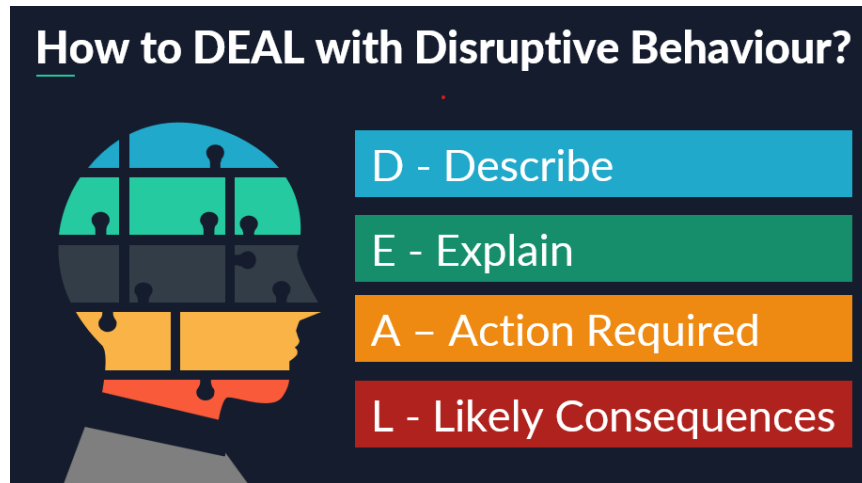 How to DEAL with Disruptive Behaviour?
D - Describe
E - Explain
A – Action Required
L - Likely Consequences